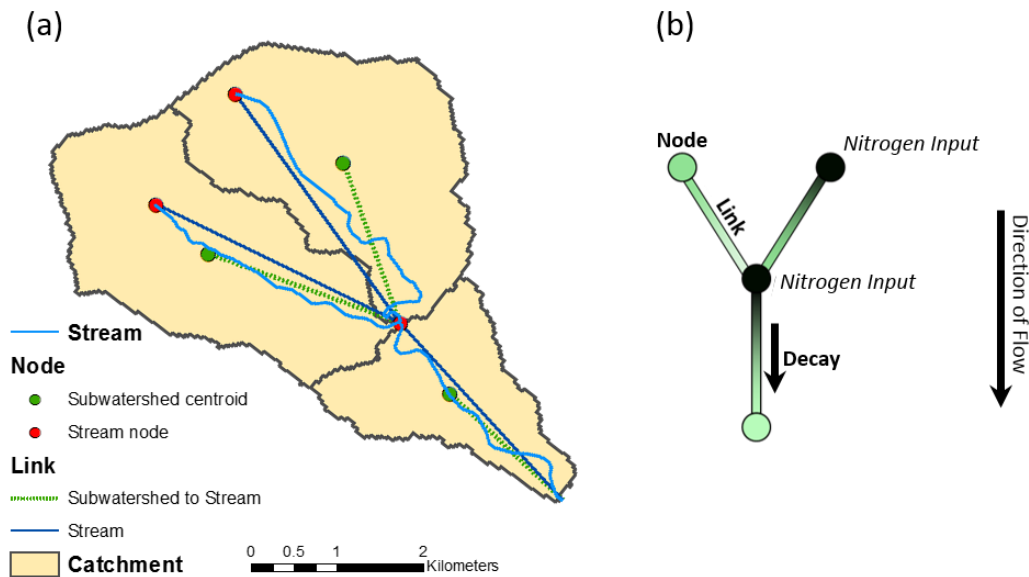 (a)
Stream
Node
Subwatershed centroid
Stream node
Link
Subwatershed to Stream
Stream
Catchment
0 0.5 1 2
Kilometers
(b)
Node
Nitrogen Input
Link
Nitrogen Input
Decay
Direction of Flow